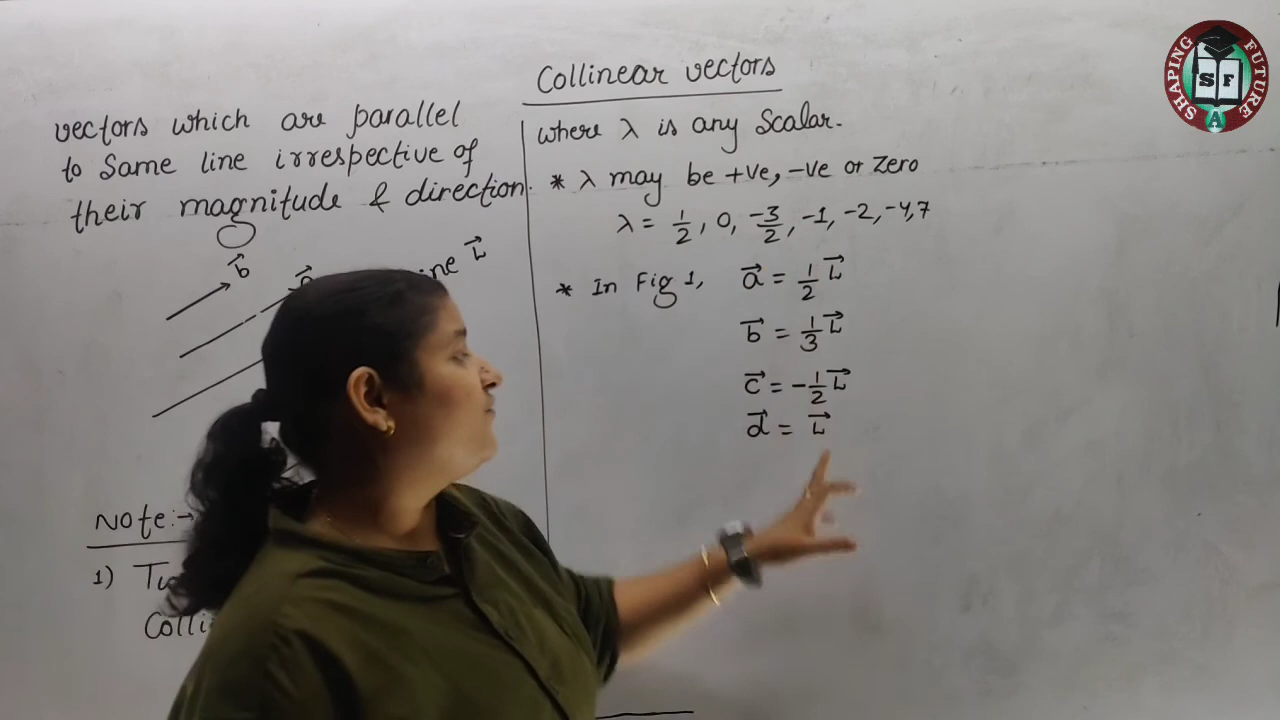 Collinear vectors
vectors which are parallel
to Same line irrespective of
their magnitude & direction.
b⃗
L⃗
Note:→
1)
where λ is any Scalar.
* λ may be +ve, -ve or Zero
λ = 1/2, 0, -3/2, -1, -2, -4, 7
* In Fig 1, a⃗ = 1/2 L⃗
b⃗ = 1/3 L⃗
c⃗ = -1/2 L⃗
d⃗ = L⃗
SHAPING FUTURE
S F
A